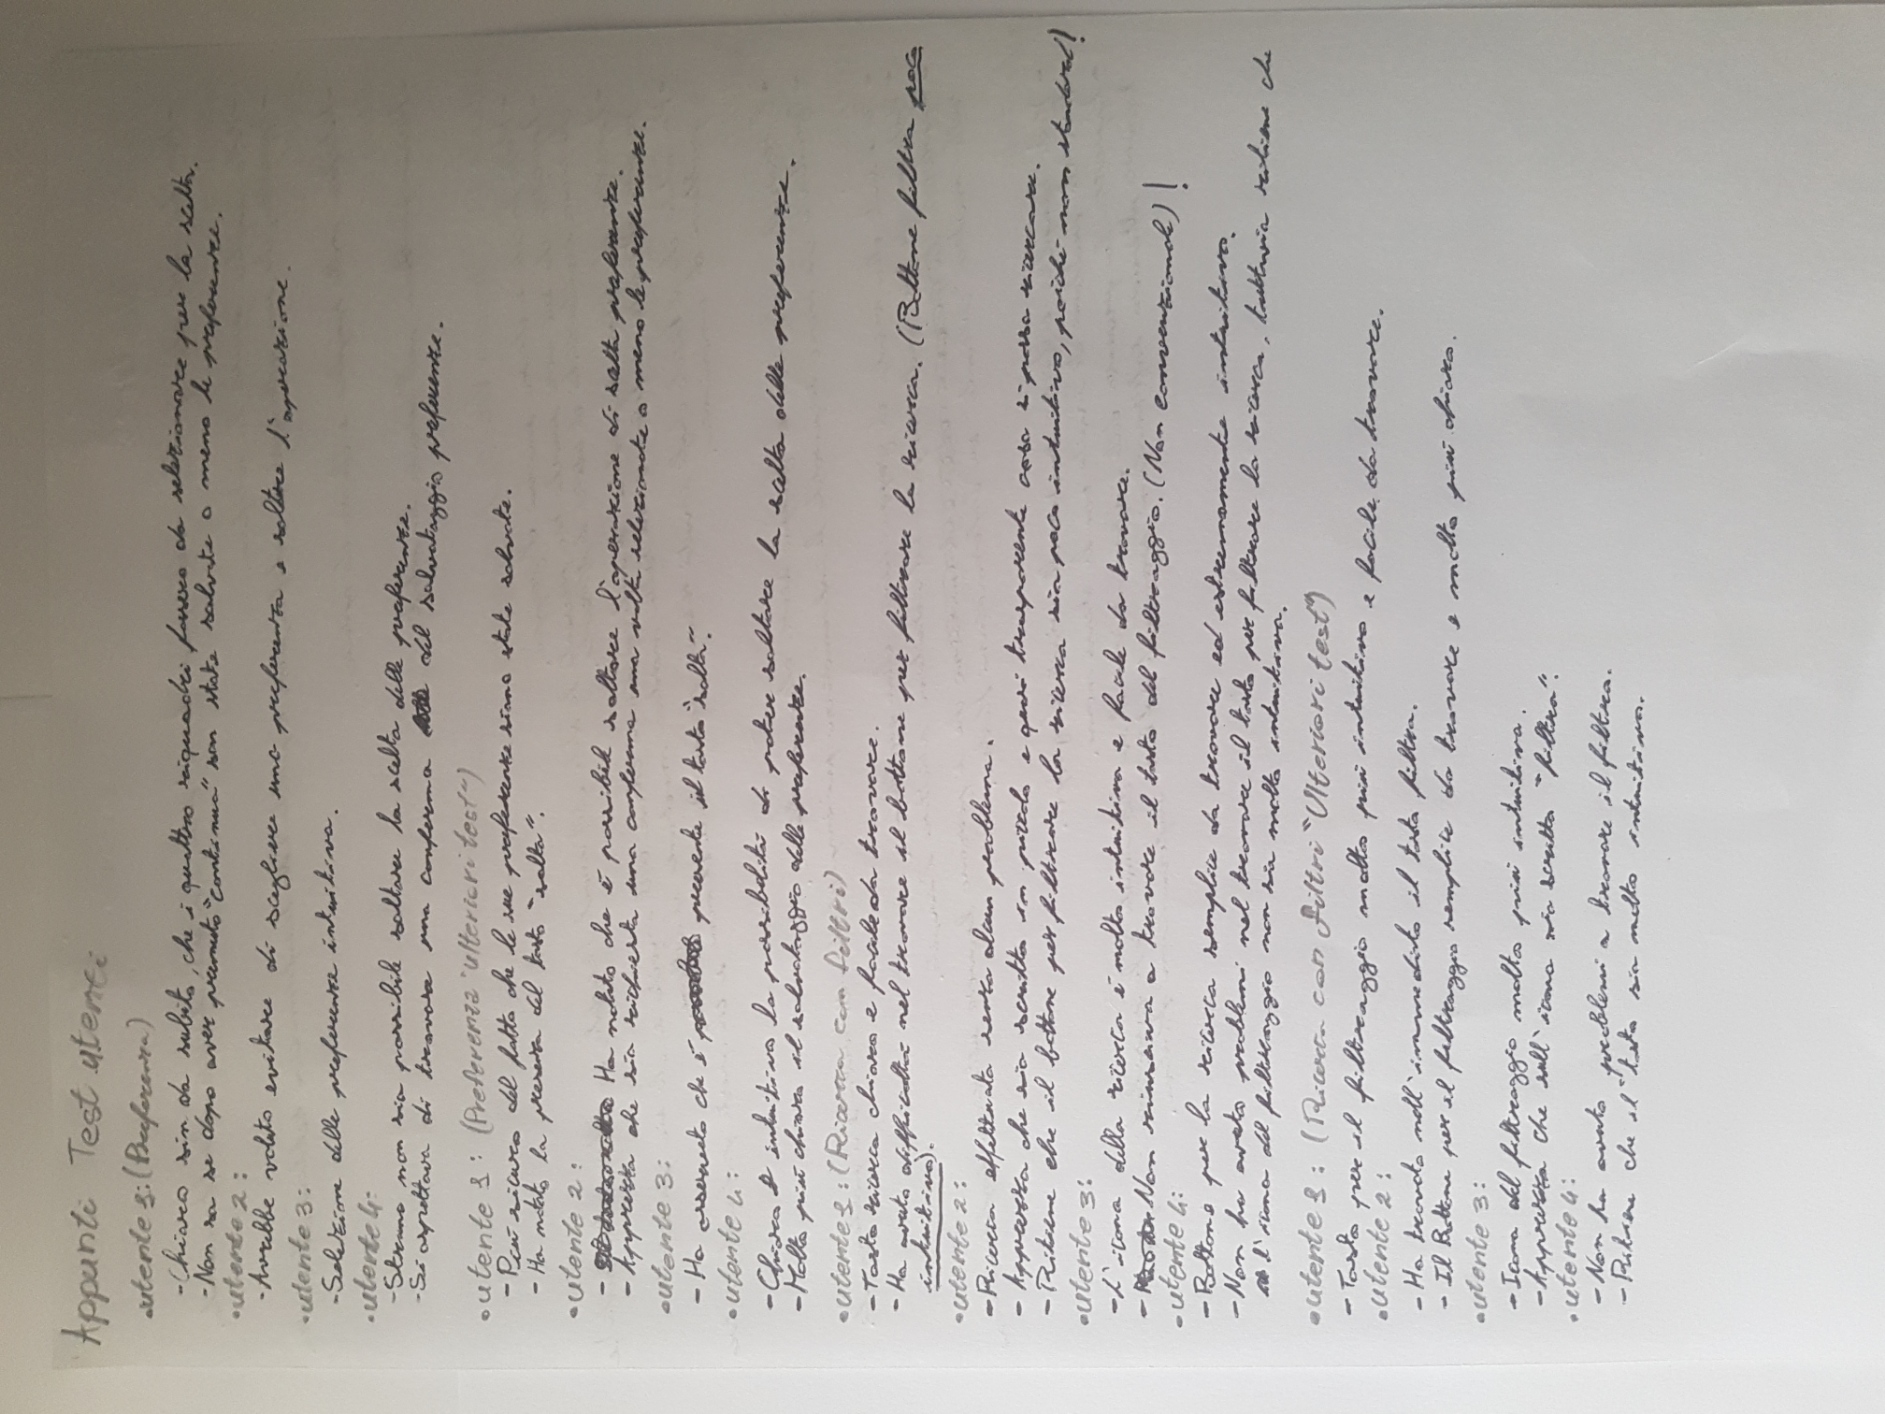 Appunti Test utenti
• utente 1: (Preferenza)
- Chiaro sin da subito, che i quattro riquadri fossero da selezionare per la scelta.
- Non sa se dopo aver premuto "continua" son state salvate o meno le preferenze.
• utente 2:
- Avrebbe voluto evitare di scegliere una preferenza e saltare l'operazione.
• utente 3:
- Selezione delle preferenze intuitiva.
• utente 4:
- Strano non sia possibile saltare la scelta delle preferenze.
- Si aspettava di trovare una conferma del salvataggio preferenze.
• utente 1: (Preferenza "ulteriori test")
- Più sicuro del fatto che le sue preferenze siano state salvate.
- Ha notato la presenza del tasto "salta".
• utente 2:
- Ha notato che é possibile saltare l'operazione di scelta preferenze.
- Apprezza che sia richiesta una conferma una volta selezionate o meno le preferenze.
• utente 3:
- Ha osservato che é presente il tasto "salta".
• utente 4:
- Chiara e intuitiva la possibilità di poter saltare la scelta delle preferenze.
- Molto più chiaro il salvataggio delle preferenze.
• utente 1: (Ricerca con filtri)
- Tasto ricerca chiaro e facile da trovare.
- Ha avuto difficoltà nel trovare il bottone per filtrare la ricerca. (Bottone filtra poco
intuitivo).
• utente 2:
- Ricerca effettuata senza alcun problema.
- Apprezza che sia scritto in piccolo e quasi trasparente cosa si possa ricercare.
- Ritiene che il bottone per filtrare la ricerca sia poco intuitivo, poiché non standard!
• utente 3:
- L'icona della ricerca é molto intuitiva e facile da trovare.
- Non riusciva a trovare il tasto del filtraggio. (Non convenzionale) !
• utente 4:
- Bottone per la ricerca semplice da trovare ed estremamente intuitivo.
- Non ha avuto problemi nel trovare il tasto per filtrare la ricerca, tuttavia ritiene che
l'icona del filtraggio non sia molto intuitiva.
• utente 1: (Ricerca con filtri "Ulteriori test")
- Tasto per il filtraggio molto più intuitivo e facile da trovare.
• utente 2:
- Ha trovato nell'immediato il tasto filtra.
- Il Bottone per il filtraggio semplice da trovare e molto più chiaro.
• utente 3:
- Icona del filtraggio molto più intuitiva.
- Apprezza che sull'icona sia scritto "filtra".
• utente 4:
- Non ha avuto problemi a trovare il filtra.
- Ritiene che il tasto sia molto intuitivo.